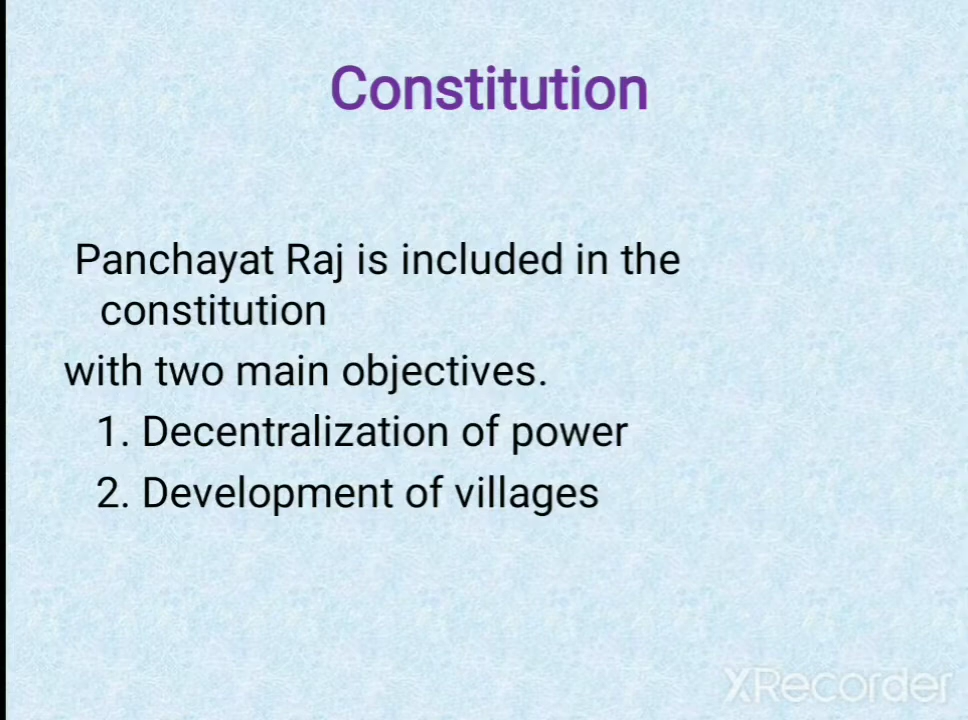 Constitution
Panchayat Raj is included in the
constitution
with two main objectives.
1. Decentralization of power
2. Development of villages
XRecorder